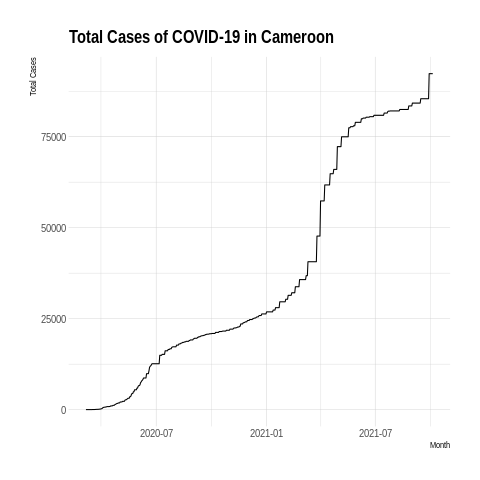 Total Cases of COVID-19 in Cameroon
Total Cases
75000
50000
25000
0
2020-07 2021-01 2021-07
Month